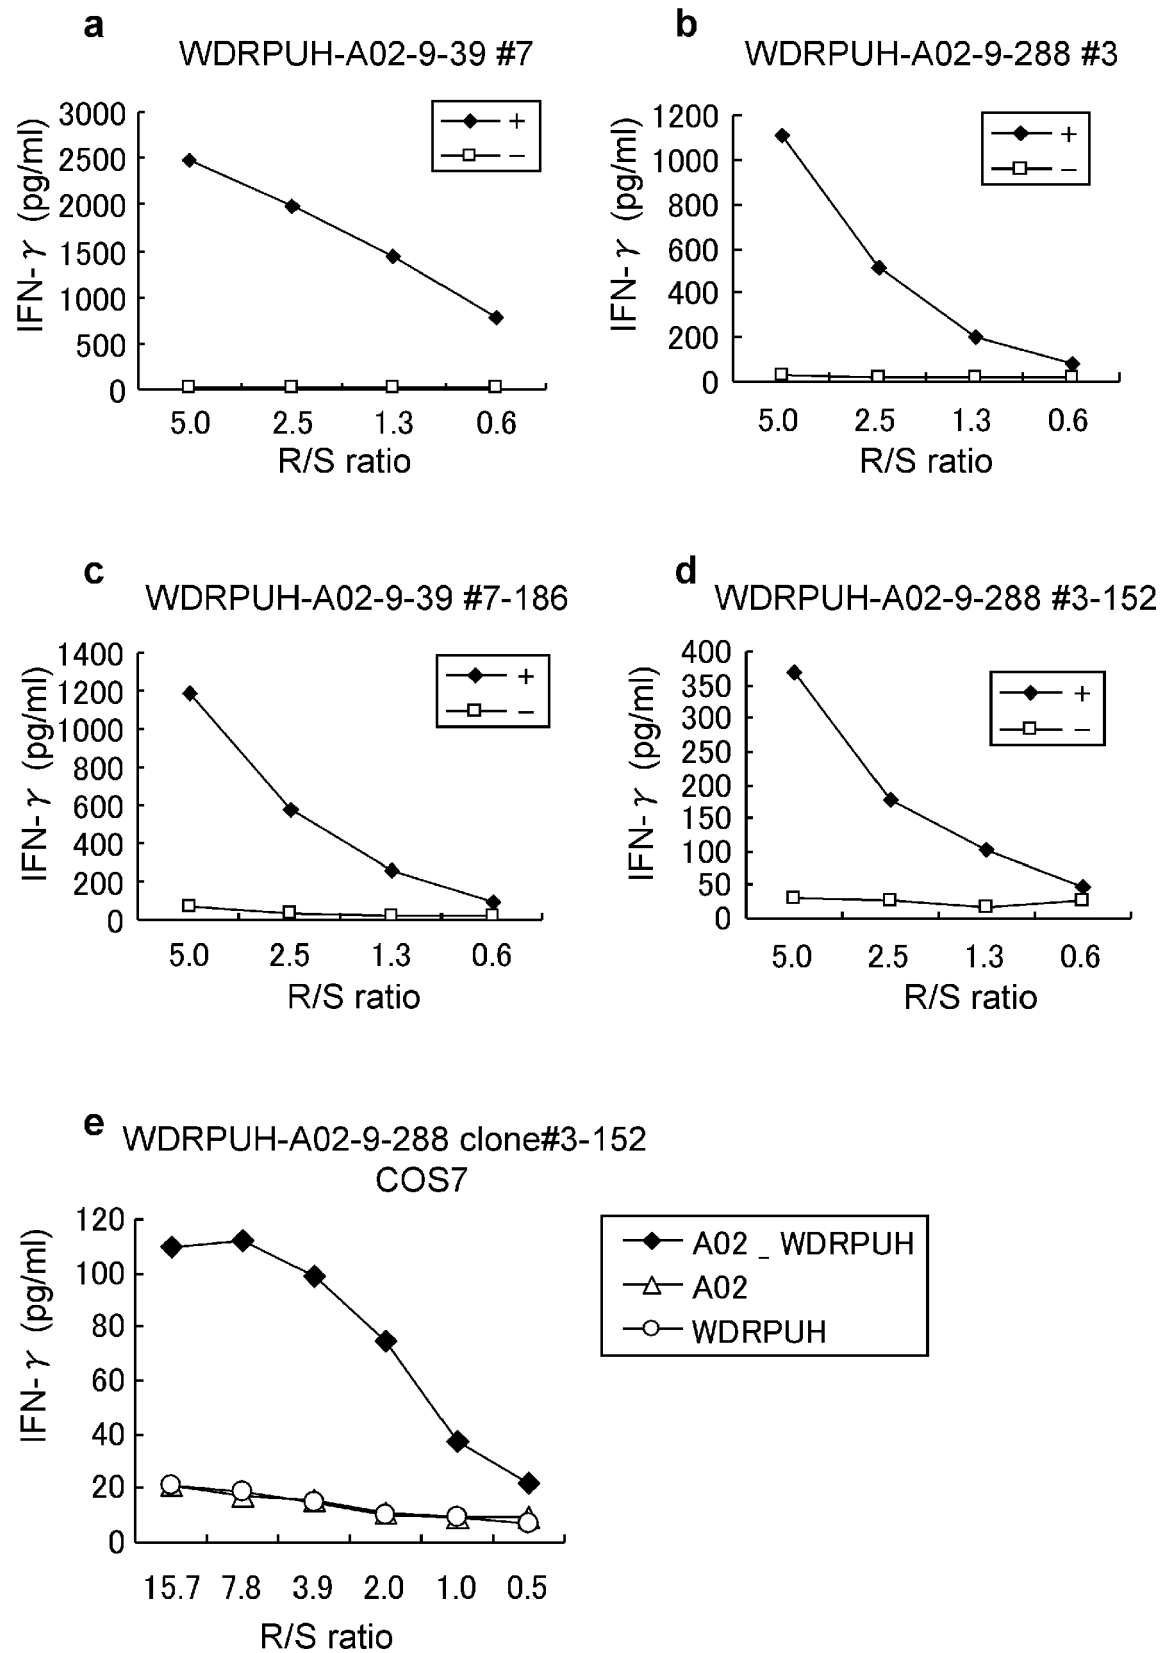 a
WDRPUH-A02-9-39 #7
IFN-γ (pg/ml)
3000
2500
2000
1500
1000
500
0
+
−
5.0 2.5 1.3 0.6
R/S ratio
b
WDRPUH-A02-9-288 #3
IFN-γ (pg/ml)
1200
1000
800
600
400
200
0
+
−
5.0 2.5 1.3 0.6
R/S ratio
c
WDRPUH-A02-9-39 #7-186
IFN-γ (pg/ml)
1400
1200
1000
800
600
400
200
0
+
−
5.0 2.5 1.3 0.6
R/S ratio
d
WDRPUH-A02-9-288 #3-152
IFN-γ (pg/ml)
400
350
300
250
200
150
100
50
0
+
−
5.0 2.5 1.3 0.6
R/S ratio
e
WDRPUH-A02-9-288 clone#3-152
COS7
IFN-γ (pg/ml)
120
100
80
60
40
20
0
A02 _ WDRPUH
A02
WDRPUH
15.7 7.8 3.9 2.0 1.0 0.5
R/S ratio